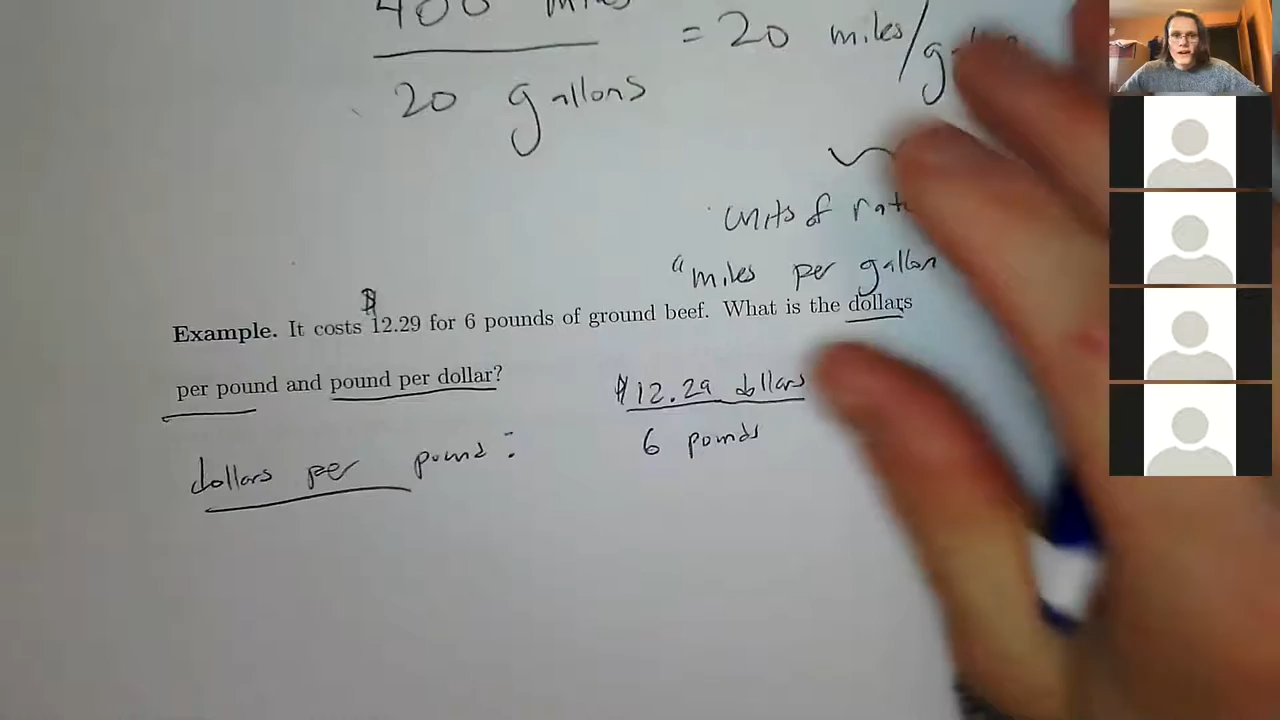 400 miles
20 gallons
= 20 miles/
units of
"miles per gallon
$
Example. It costs 12.29 for 6 pounds of ground beef. What is the dollars
per pound and pound per dollar?
$12.29 dollars
6 pounds
dollars per pound: